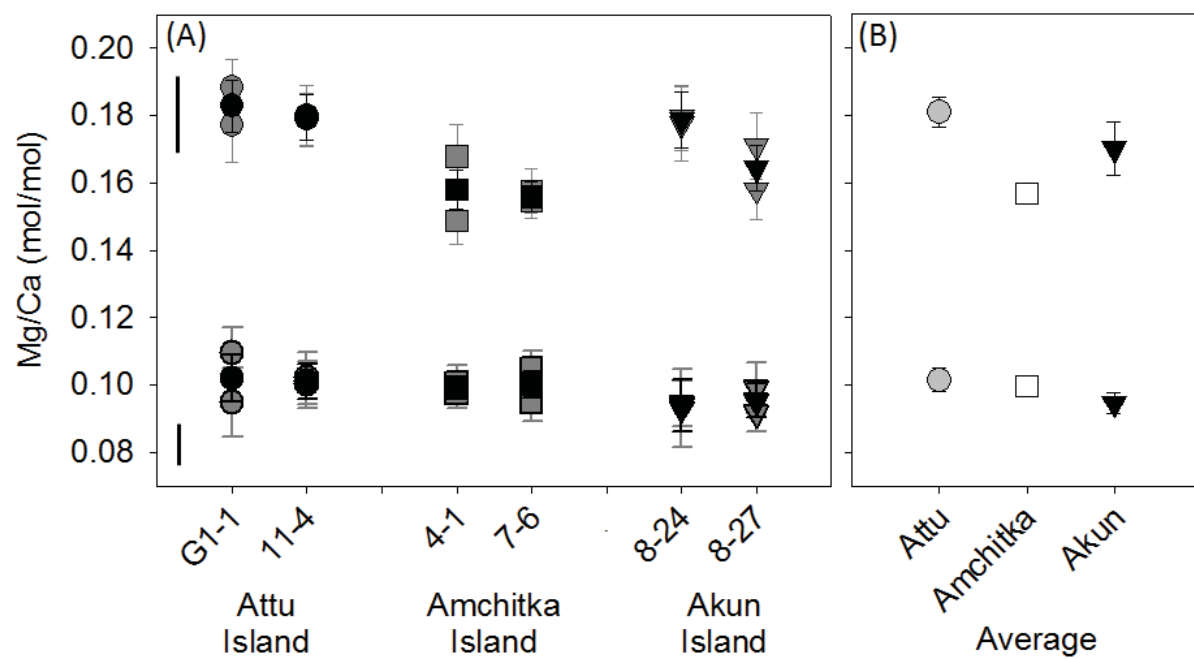 (A)
(B)
Mg/Ca (mol/mol)
0.20
0.18
0.16
0.14
0.12
0.10
0.08
G1-1
11-4
4-1
7-6
8-24
8-27
Attu
Island
Amchitka
Island
Akun
Island
Attu
Amchitka
Akun
Average